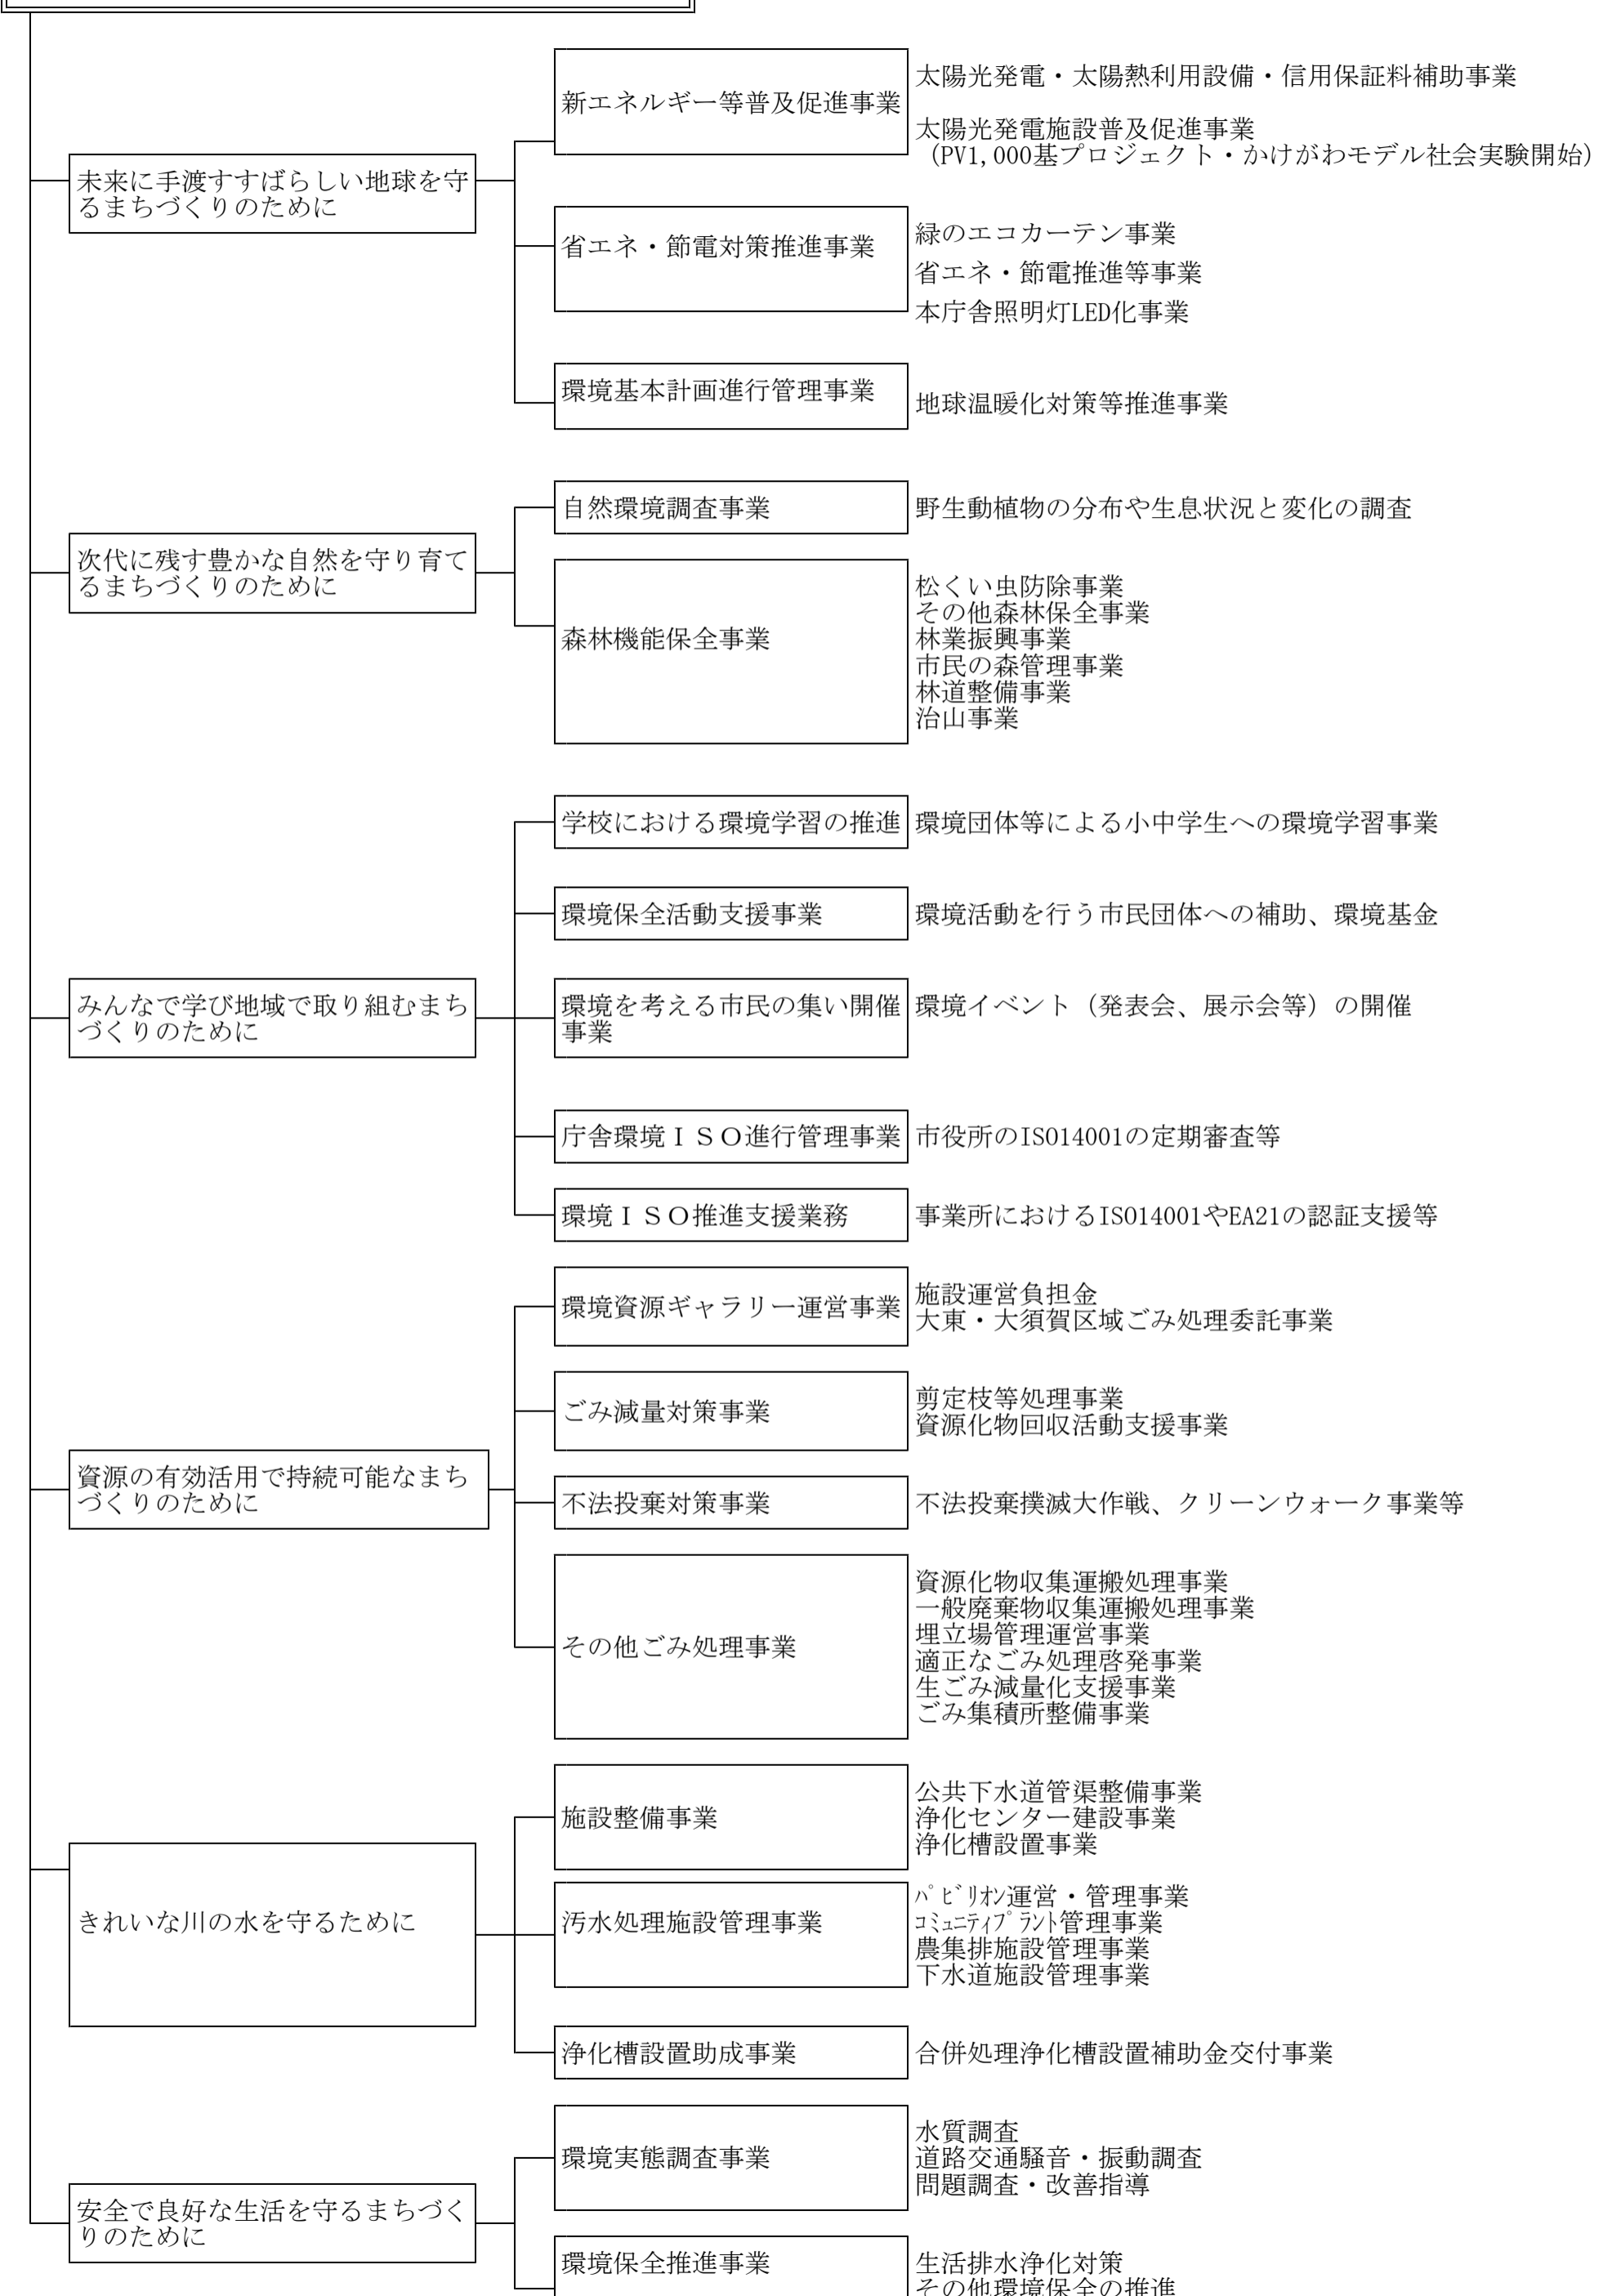 未来に手渡すすばらしい地球を守
るまちづくりのために
新エネルギー等普及促進事業
太陽光発電・太陽熱利用設備・信用保証料補助事業
太陽光発電施設普及促進事業
（PV1,000基プロジェクト・かけがわモデル社会実験開始）
省エネ・節電対策推進事業
緑のエコカーテン事業
省エネ・節電推進等事業
本庁舎照明灯LED化事業
環境基本計画進行管理事業
地球温暖化対策等推進事業
次代に残す豊かな自然を守り育て
るまちづくりのために
自然環境調査事業
野生動植物の分布や生息状況と変化の調査
森林機能保全事業
松くい虫防除事業
その他森林保全事業
林業振興事業
市民の森管理事業
林道整備事業
治山事業
みんなで学び地域で取り組むまち
づくりのために
学校における環境学習の推進
環境団体等による小中学生への環境学習事業
環境保全活動支援事業
環境活動を行う市民団体への補助、環境基金
環境を考える市民の集い開催
事業
環境イベント（発表会、展示会等）の開催
庁舎環境ＩＳＯ進行管理事業
市役所のISO14001の定期審査等
環境ＩＳＯ推進支援業務
事業所におけるISO14001やEA21の認証支援等
資源の有効活用で持続可能なまち
づくりのために
環境資源ギャラリー運営事業
施設運営負担金
大東・大須賀区域ごみ処理委託事業
ごみ減量対策事業
剪定枝等処理事業
資源化物回収活動支援事業
不法投棄対策事業
不法投棄撲滅大作戦、クリーンウォーク事業等
その他ごみ処理事業
資源化物収集運搬処理事業
一般廃棄物収集運搬処理事業
埋立場管理運営事業
適正なごみ処理啓発事業
生ごみ減量化支援事業
ごみ集積所整備事業
きれいな川の水を守るために
施設整備事業
公共下水道管渠整備事業
浄化センター建設事業
浄化槽設置事業
汚水処理施設管理事業
ﾊﾟﾋﾞﾘｵﾝ運営・管理事業
ｺﾐｭﾆﾃｨﾌﾟﾗﾝﾄ管理事業
農集排施設管理事業
下水道施設管理事業
浄化槽設置助成事業
合併処理浄化槽設置補助金交付事業
安全で良好な生活を守るまちづく
りのために
環境実態調査事業
水質調査
道路交通騒音・振動調査
問題調査・改善指導
環境保全推進事業
生活排水浄化対策
その他環境保全の推進